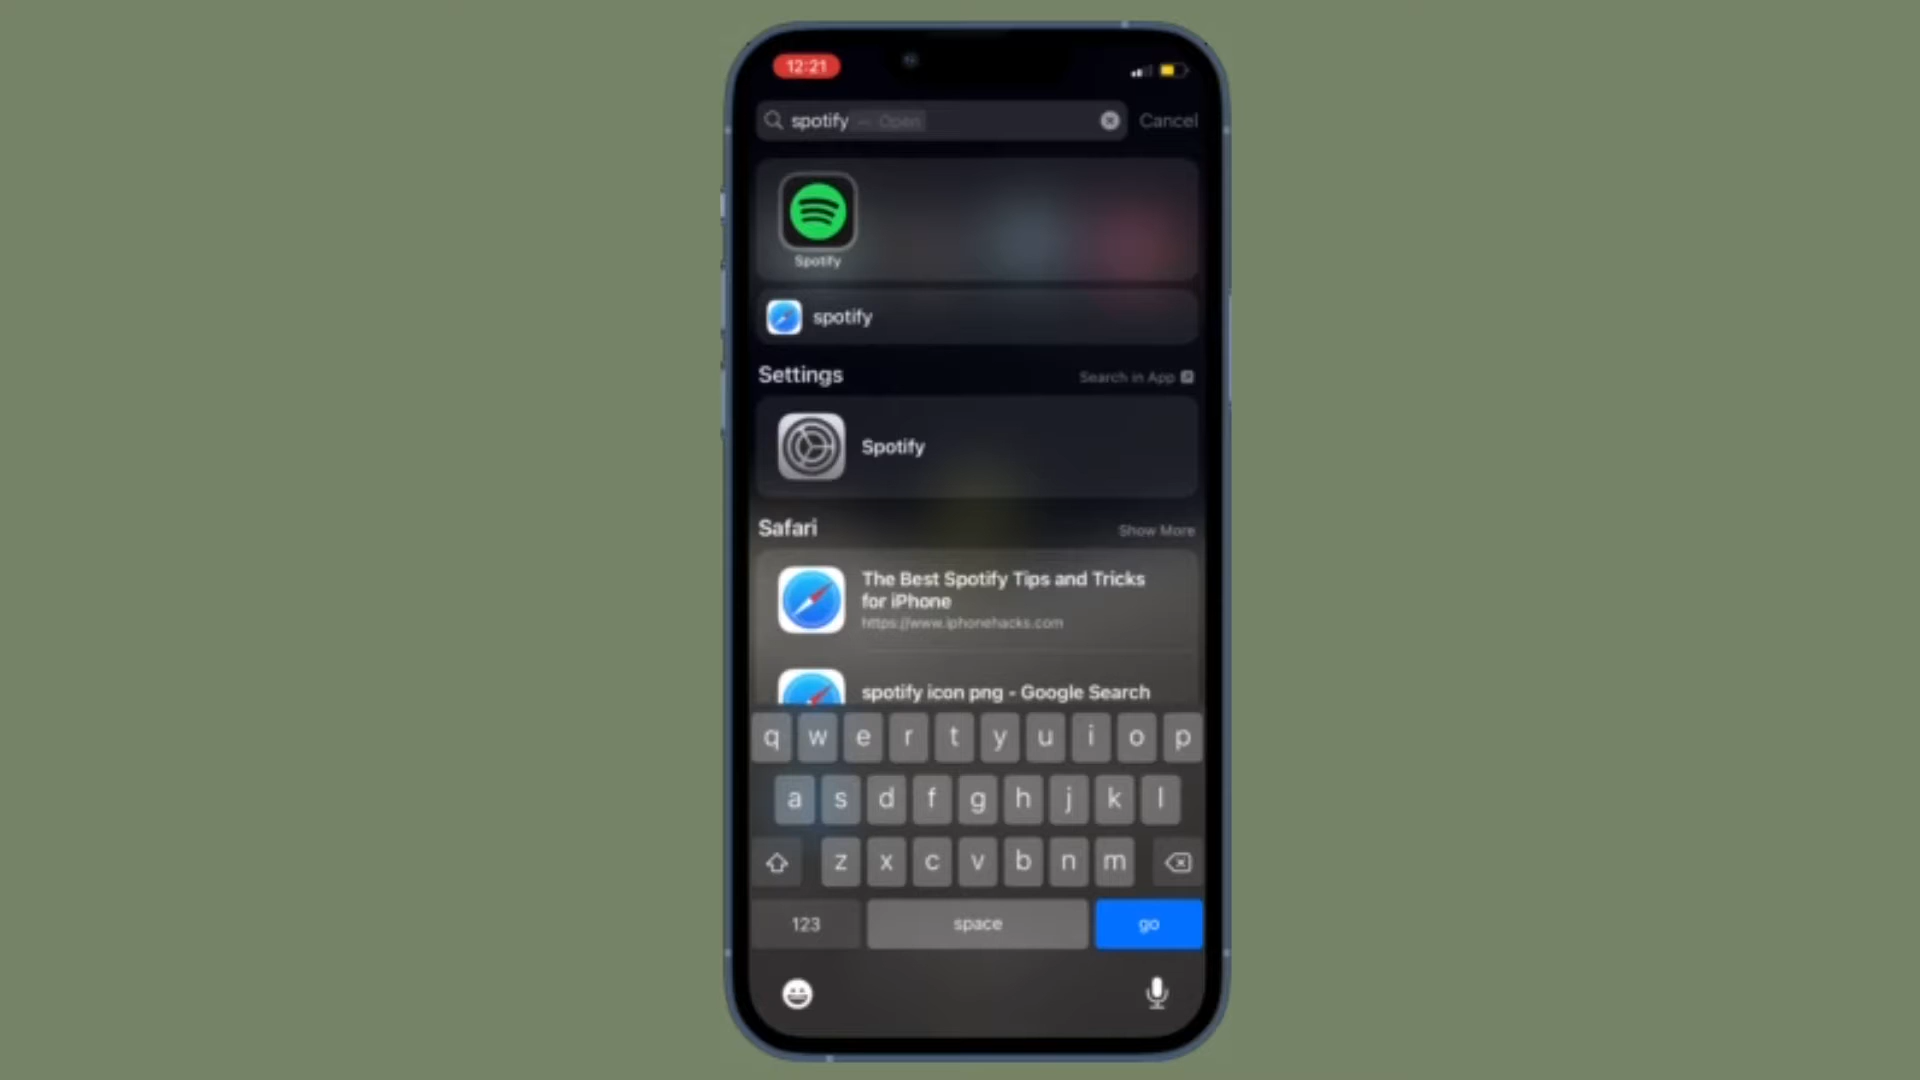 12:21
spotify — Open
Cancel
Spotify
spotify
Settings
Search in App
Spotify
Safari
Show More
The Best Spotify Tips and Tricks
for iPhone
https://www.iphonehacks.com
spotify icon png - Google Search
q w e r t y u i o p
a s d f g h j k l
z x c v b n m
123 space go